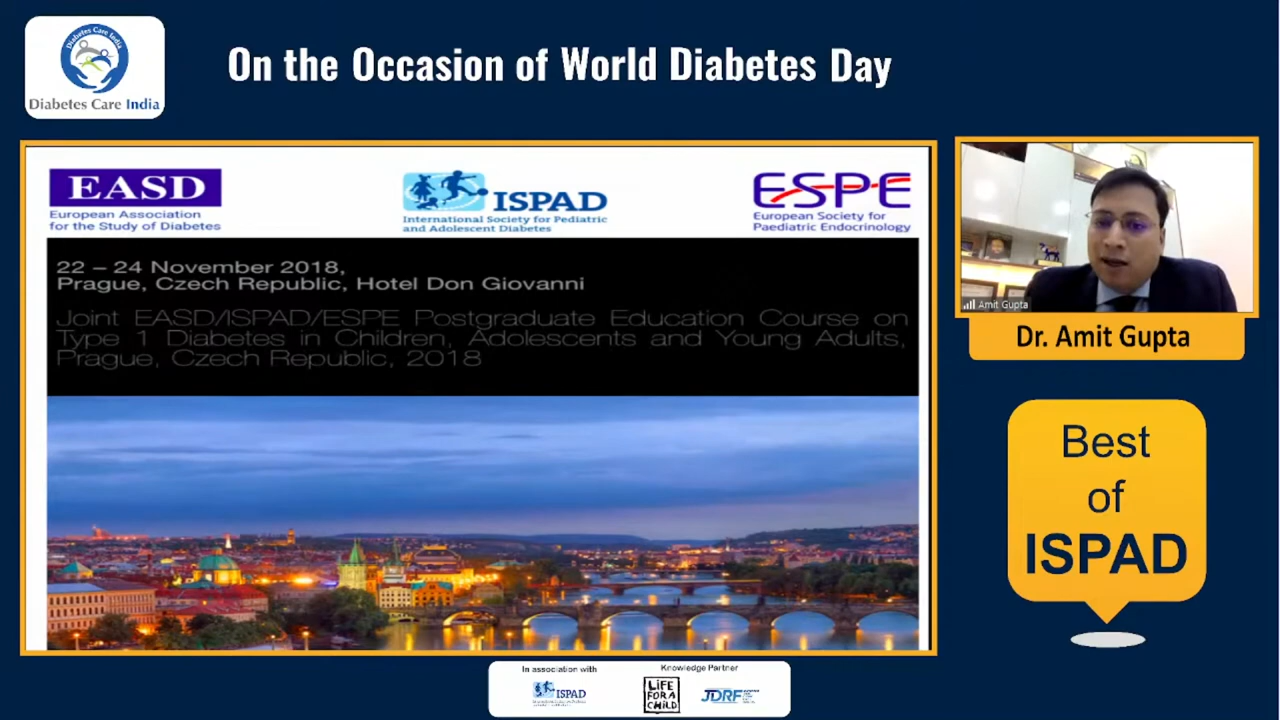 Diabetes Care India
Diabetes Care India
On the Occasion of World Diabetes Day
EASD
European Association
for the Study of Diabetes
ISPAD
International Society for Pediatric
and Adolescent Diabetes
ESPE
European Society for
Paediatric Endocrinology
22 – 24 November 2018,
Prague, Czech Republic, Hotel Don Giovanni
Joint EASD/ISPAD/ESPE Postgraduate Education Course on
Type 1 Diabetes in Children, Adolescents and Young Adults,
Prague, Czech Republic, 2018
Amit Gupta
Dr. Amit Gupta
Best
of
ISPAD
In association with
ISPAD
Knowledge Partner
LIFE
FOR A
CHILD
JDRF